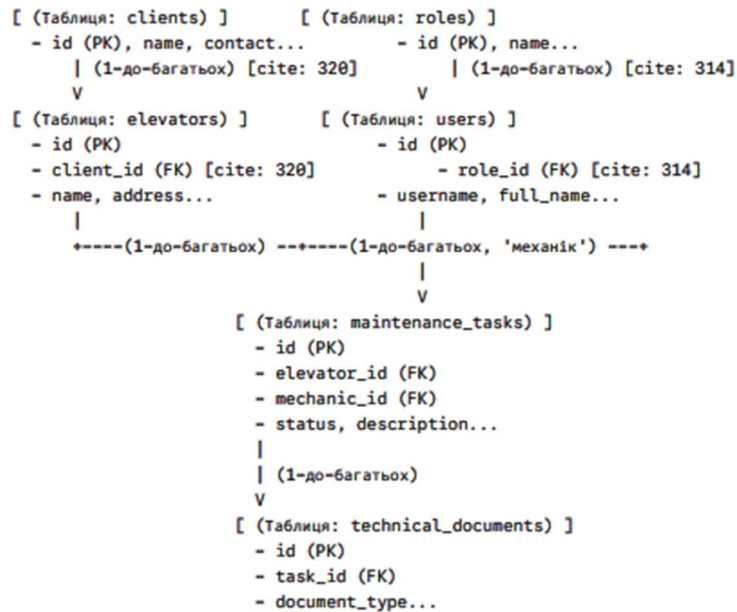 [ (Таблиця: clients) ]      [ (Таблиця: roles) ]
  - id (PK), name, contact...       - id (PK), name...
      | (1-до-багатьох) [cite: 320]        | (1-до-багатьох) [cite: 314]
      V                                 V
[ (Таблиця: elevators) ]      [ (Таблиця: users) ]
  - id (PK)                         - id (PK)
  - client_id (FK) [cite: 320]            - role_id (FK) [cite: 314]
  - name, address...                - username, full_name...
      |                                 |
      +----(1-до-багатьох) --+----(1-до-багатьох, 'механік') ---+
                                        |
                                        V
                      [ (Таблиця: maintenance_tasks) ]
                        - id (PK)
                        - elevator_id (FK)
                        - mechanic_id (FK)
                        - status, description...
                        |
                        | (1-до-багатьох)
                        V
                      [ (Таблиця: technical_documents) ]
                        - id (PK)
                        - task_id (FK)
                        - document_type...